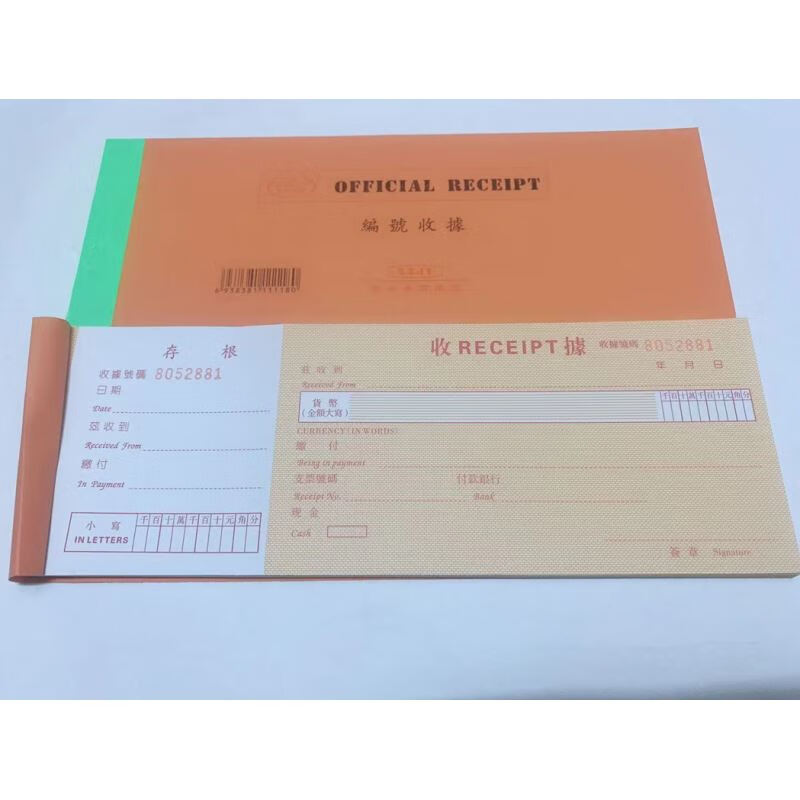 OFFICIAL RECEIPT
編號收據
6938381131180
存 根
收據號碼 8052881
日期
Date
茲收到
Received From
繳付
In Payment
小 寫
IN LETTERS
千百十萬千百十元角分
收 RECEIPT 據
收據號碼 8052881
年 月 日
茲收到
Received From
貨 幣
(金額大寫)
千百十萬千百十元角分
CURRENCY(IN WORDS)
繳 付
Being in payment
支票號碼
付款銀行
Receipt No.
Bank
現 金
Cash
簽 章 Signature